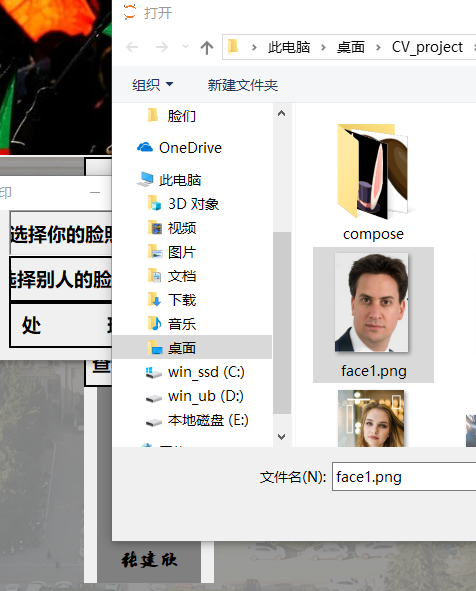 打开
此电脑 > 桌面 > CV_project
组织
新建文件夹
脸们
OneDrive
此电脑
3D 对象
视频
图片
文档
下载
音乐
桌面
win_ssd (C:)
win_ub (D:)
本地磁盘 (E:)
compose
face1.png
文件名(N):
face1.png
印
选择你的脸照
选择别人的脸
处
查
张建欣